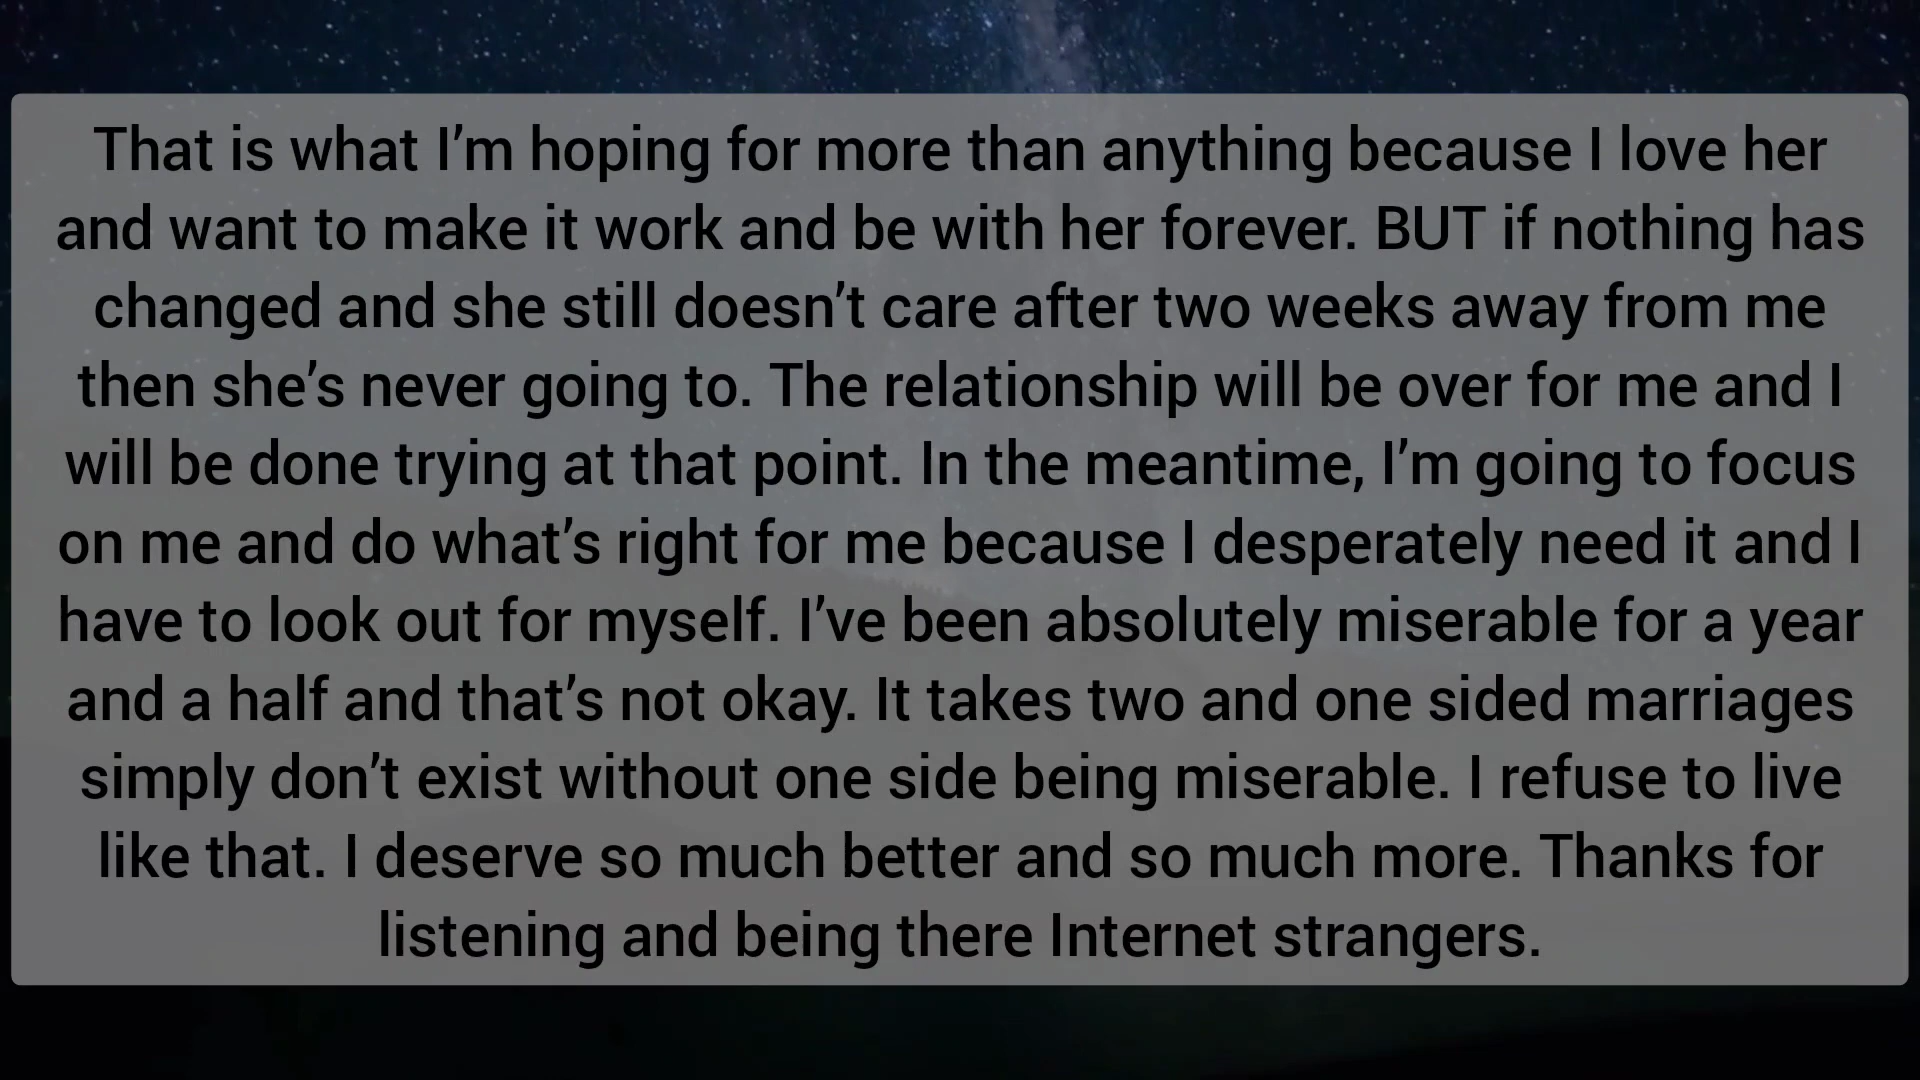 That is what I’m hoping for more than anything because I love her
and want to make it work and be with her forever. BUT if nothing has
changed and she still doesn’t care after two weeks away from me
then she’s never going to. The relationship will be over for me and I
will be done trying at that point. In the meantime, I’m going to focus
on me and do what’s right for me because I desperately need it and I
have to look out for myself. I’ve been absolutely miserable for a year
and a half and that’s not okay. It takes two and one sided marriages
simply don’t exist without one side being miserable. I refuse to live
like that. I deserve so much better and so much more. Thanks for
listening and being there Internet strangers.